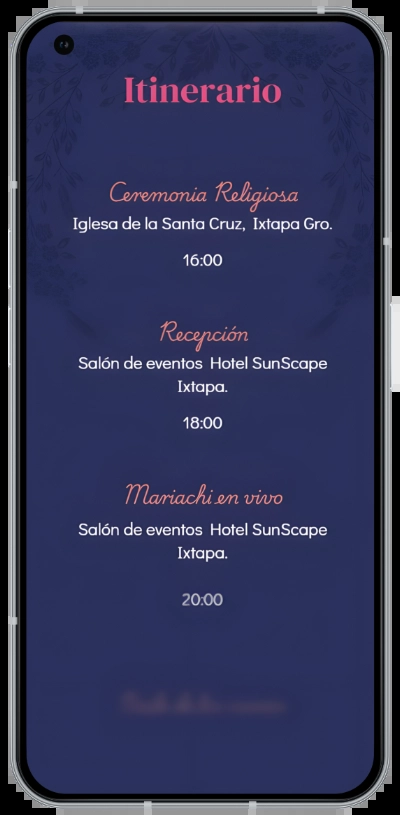 Itinerario
Ceremonia Religiosa
Iglesa de la Santa Cruz, Ixtapa Gro.
16:00
Recepción
Salón de eventos Hotel SunScape
Ixtapa.
18:00
Mariachi en vivo
Salón de eventos Hotel SunScape
Ixtapa.
20:00